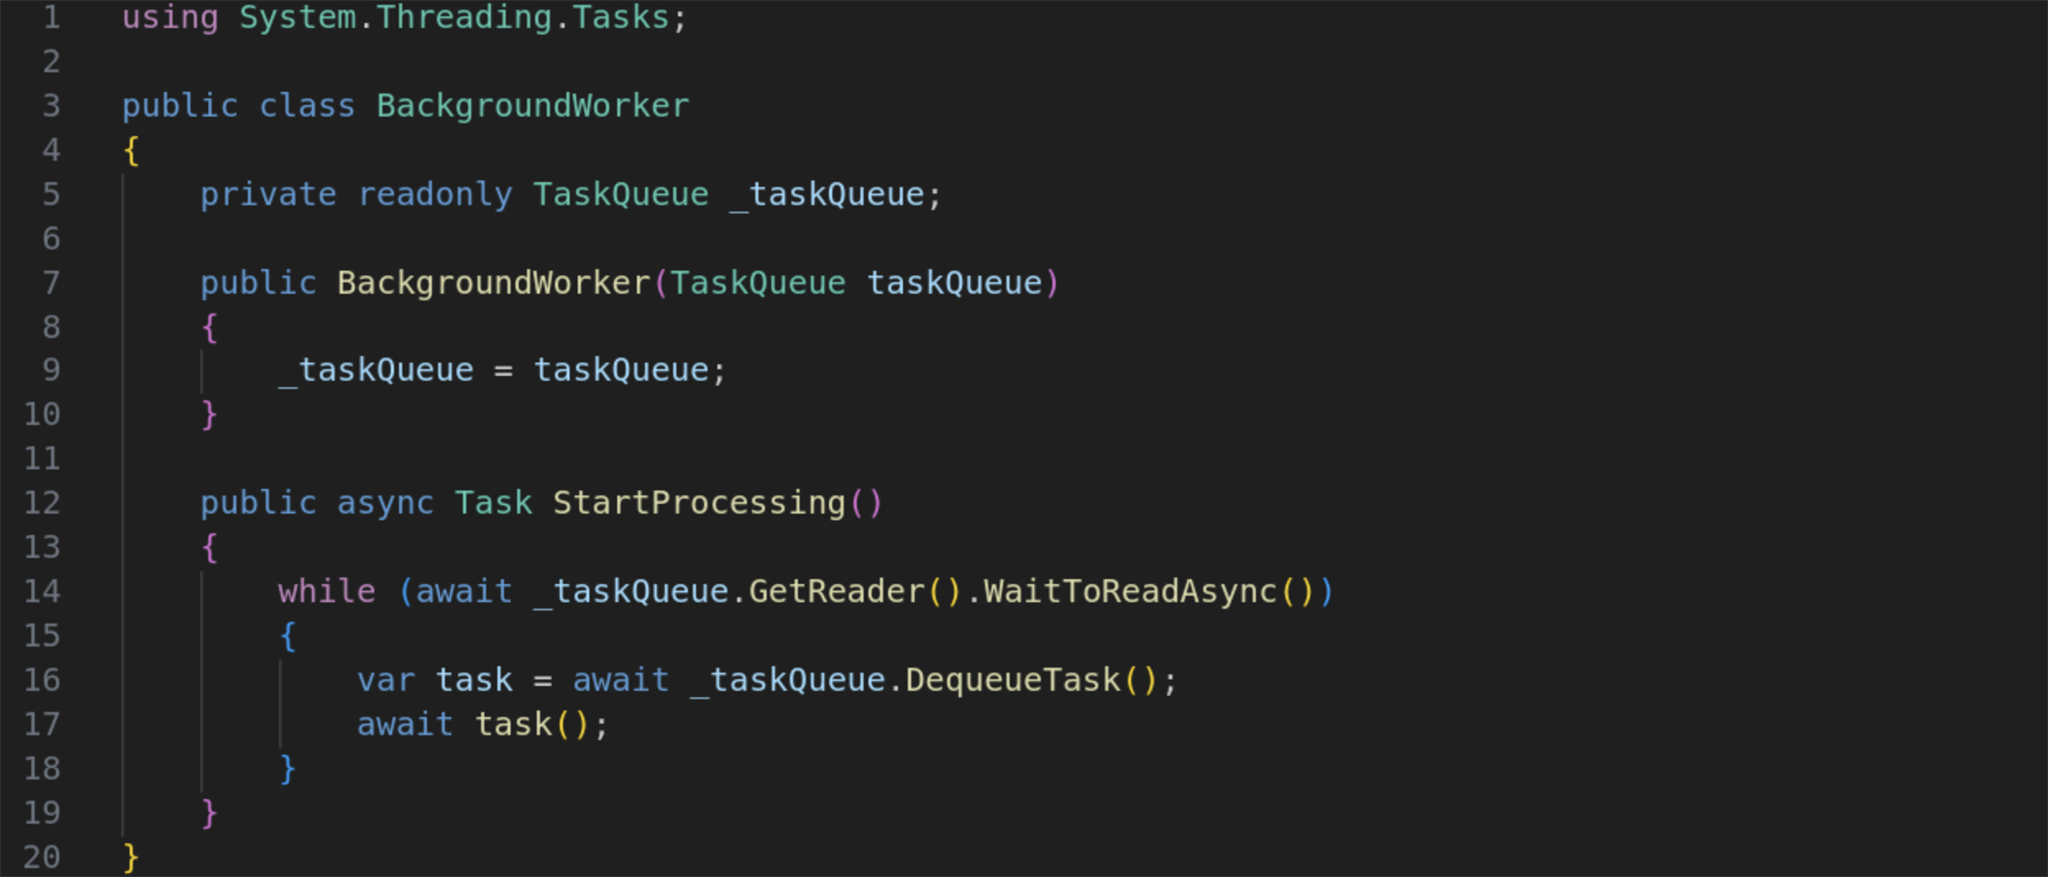 1 using System.Threading.Tasks;
2
3 public class BackgroundWorker
4 {
5     private readonly TaskQueue _taskQueue;
6
7     public BackgroundWorker(TaskQueue taskQueue)
8     {
9         _taskQueue = taskQueue;
10     }
11
12     public async Task StartProcessing()
13     {
14         while (await _taskQueue.GetReader().WaitToReadAsync())
15         {
16             var task = await _taskQueue.DequeueTask();
17             await task();
18         }
19     }
20 }